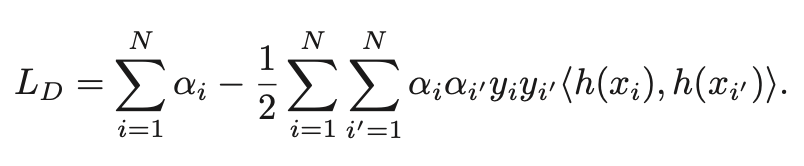 $L_D = \sum_{i=1}^{N} \alpha_i - \frac{1}{2} \sum_{i=1}^{N} \sum_{i'=1}^{N} \alpha_i \alpha_{i'} y_i y_{i'} \langle h(x_i), h(x_{i'}) \rangle.$